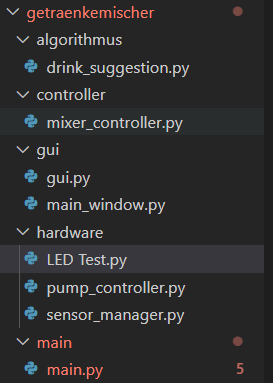 getraenkemischer
algorithmus
drink_suggestion.py
controller
mixer_controller.py
gui
gui.py
main_window.py
hardware
LED Test.py
pump_controller.py
sensor_manager.py
main
main.py 5